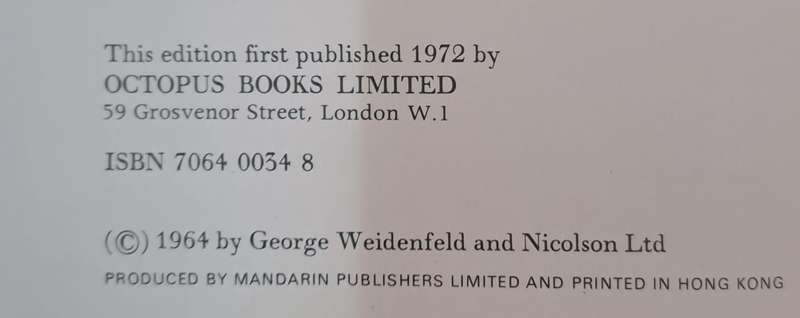 This edition first published 1972 by
OCTOPUS BOOKS LIMITED
59 Grosvenor Street, London W.1
ISBN 7064 0034 8
(©) 1964 by George Weidenfeld and Nicolson Ltd
PRODUCED BY MANDARIN PUBLISHERS LIMITED AND PRINTED IN HONG KONG